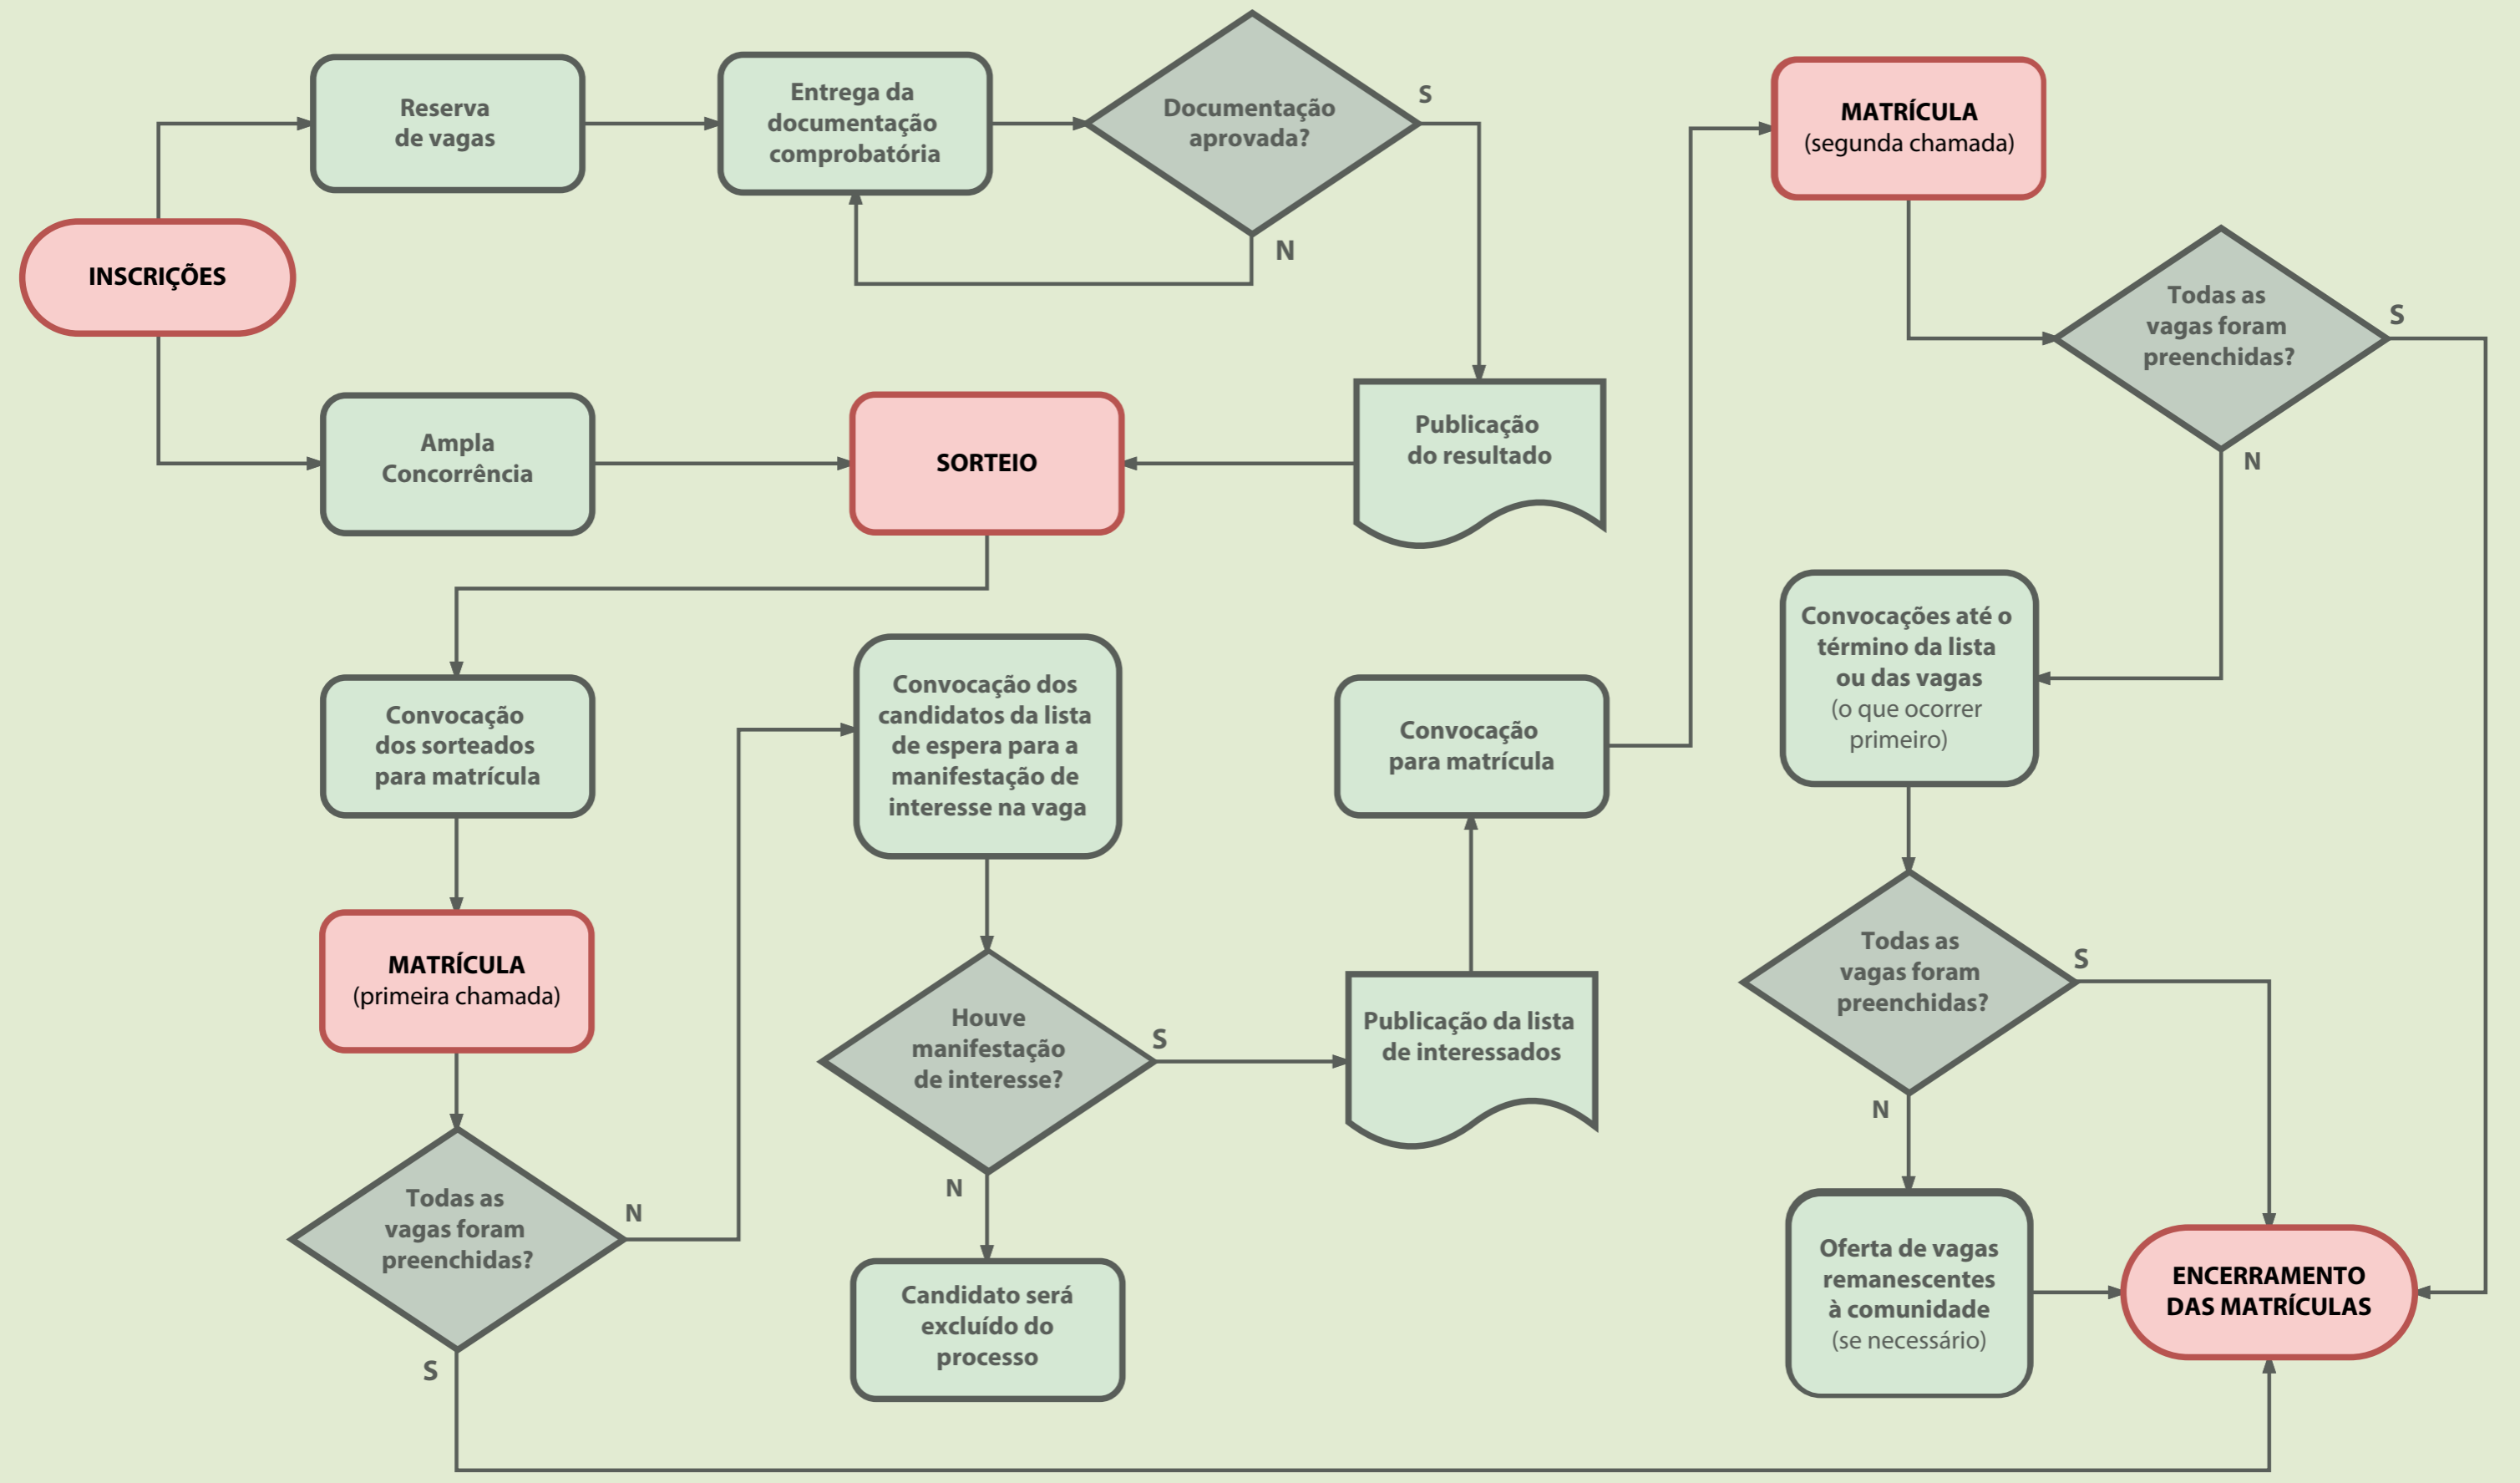 INSCRIÇÕES
Reserva
de vagas
Entrega da
documentação
comprobatória
Documentação
aprovada?
S
N
Ampla
Concorrência
SORTEIO
Publicação
do resultado
Convocação
dos sorteados
para matrícula
MATRÍCULA
(primeira chamada)
Todas as
vagas foram
preenchidas?
N
S
Convocação dos
candidatos da lista
de espera para a
manifestação de
interesse na vaga
Houve
manifestação
de interesse?
S
N
Candidato será
excluído do
processo
Publicação da lista
de interessados
Convocação
para matrícula
MATRÍCULA
(segunda chamada)
Todas as
vagas foram
preenchidas?
S
N
Convocações até o
término da lista
ou das vagas
(o que ocorrer
primeiro)
Todas as
vagas foram
preenchidas?
S
N
Oferta de vagas
remanescentes
à comunidade
(se necessário)
ENCERRAMENTO
DAS MATRÍCULAS